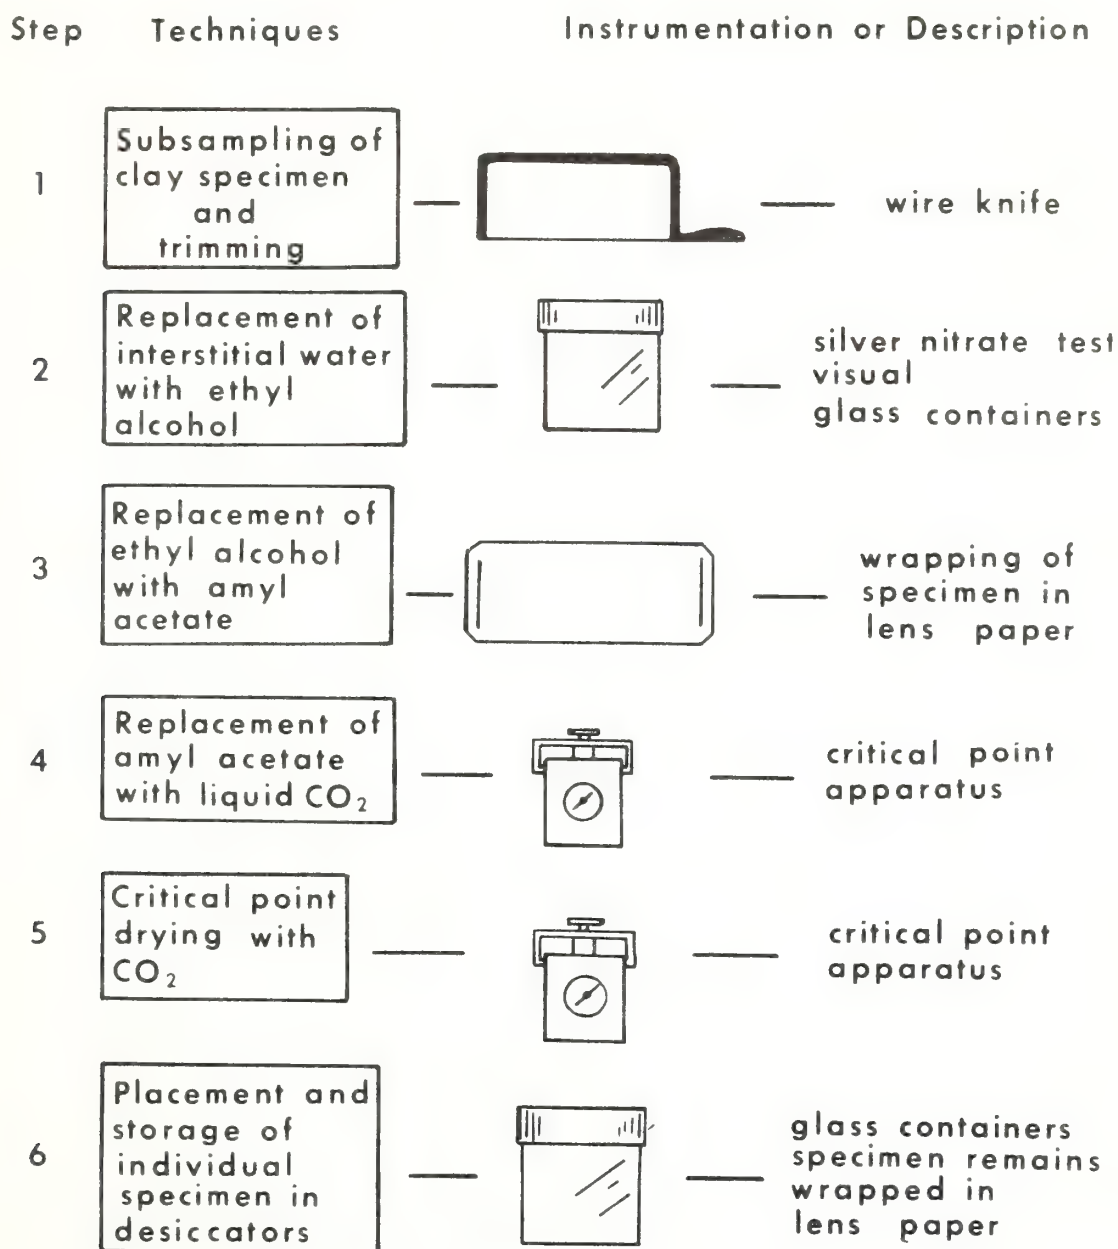 Step Techniques Instrumentation or Description
1
Subsampling of
clay specimen
and
trimming
wire knife
2
Replacement of
interstitial water
with ethyl
alcohol
silver nitrate test
visual
glass containers
3
Replacement of
ethyl alcohol
with amyl
acetate
wrapping of
specimen in
lens paper
4
Replacement of
amyl acetate
with liquid CO₂
critical point
apparatus
5
Critical point
drying with
CO₂
critical point
apparatus
6
Placement and
storage of
individual
specimen in
desiccators
glass containers
specimen remains
wrapped in
lens paper